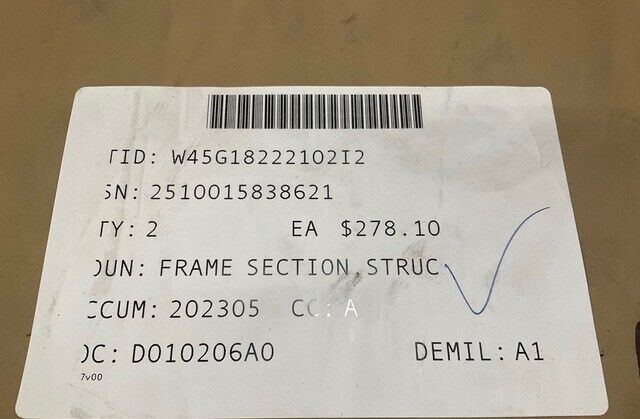 TID: W45G1822210212
SN: 2510015838621
TY: 2 EA $278.10
OUN: FRAME SECTION, STRUC
CCUM: 202305 CC: A
OC: D010206A0 DEMIL: A1
7v00